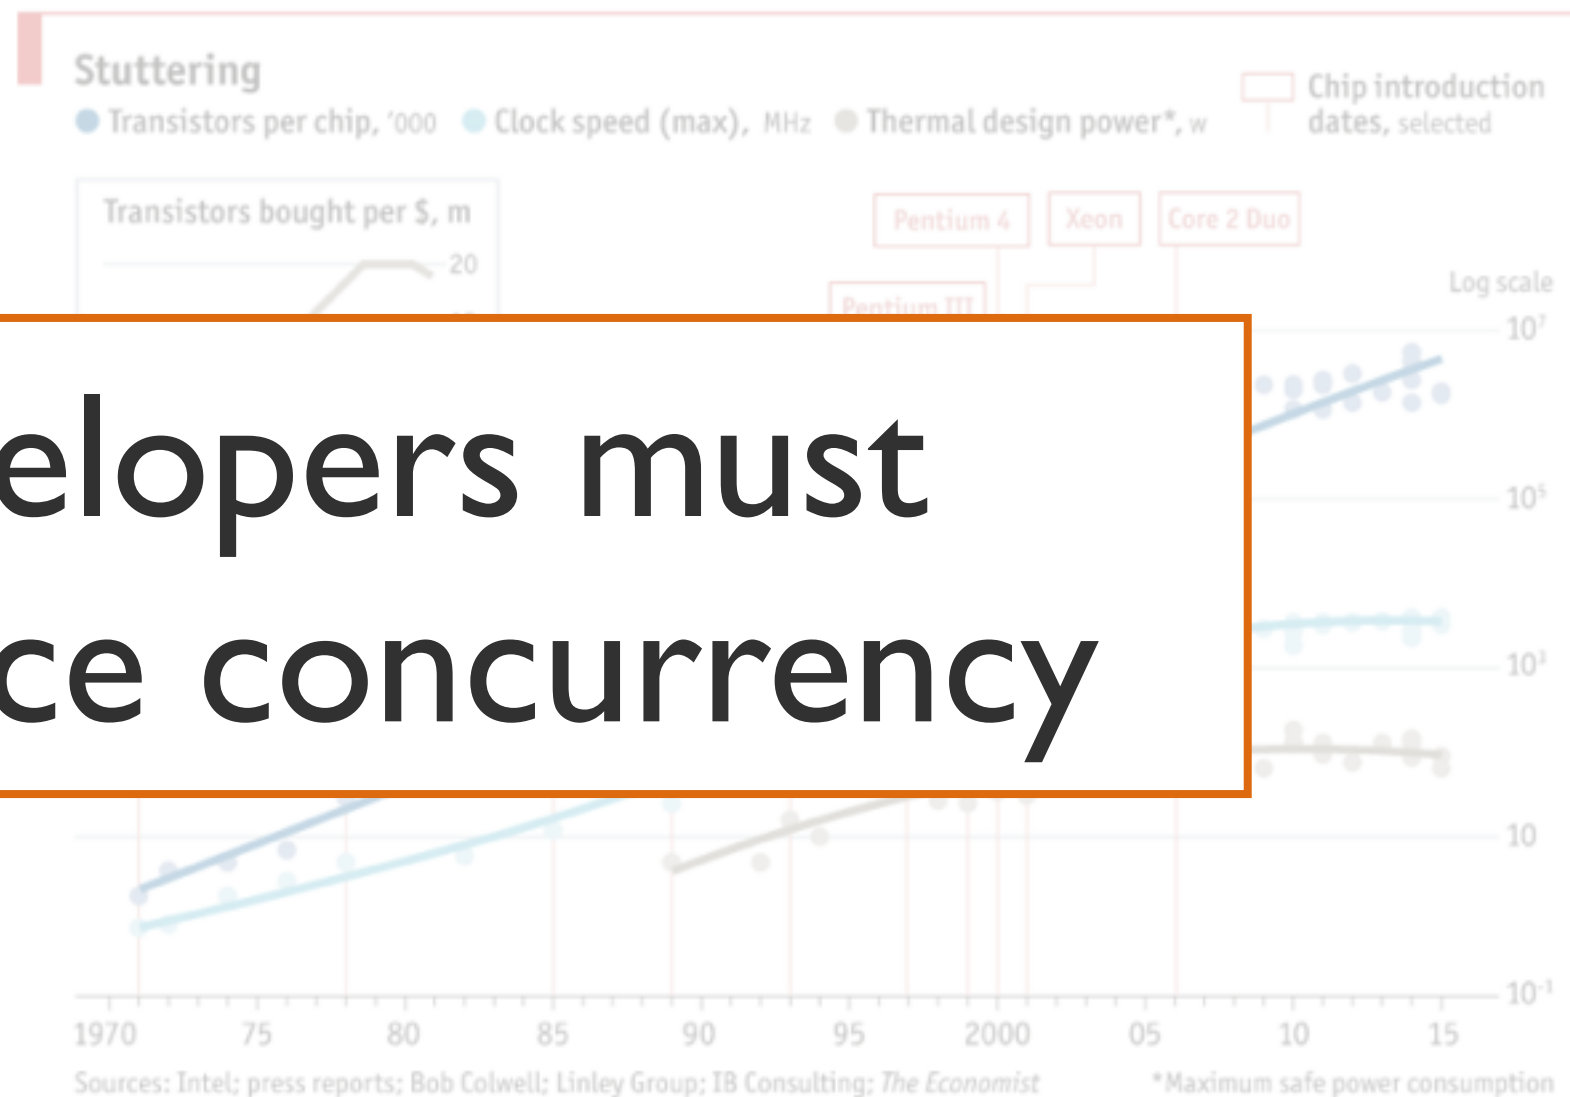 Stuttering
Transistors per chip, '000 Clock speed (max), MHz Thermal design power*, w
Chip introduction
dates, selected
Transistors bought per $, m
20
Pentium 4 Xeon Core 2 Duo
Pentium III
Log scale
10⁷
elopers must
10⁵
ce concurrency
10³
10
10⁻¹
1970 75 80 85 90 95 2000 05 10 15
Sources: Intel; press reports; Bob Colwell; Linley Group; IB Consulting; The Economist *Maximum safe power consumption